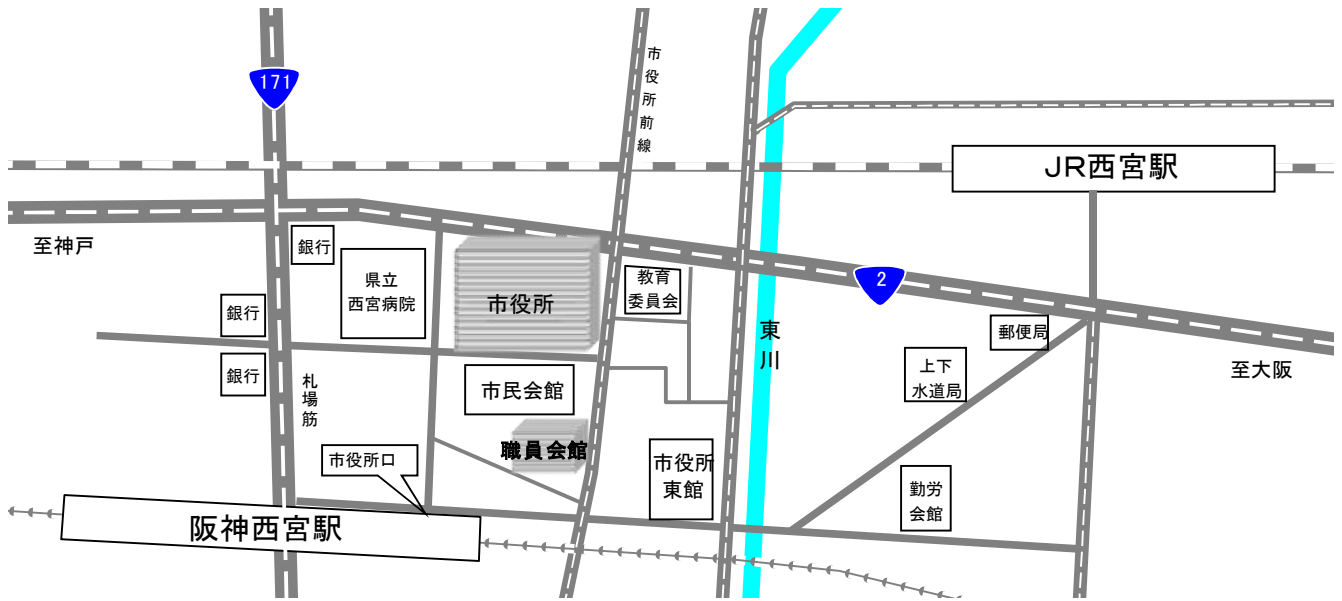 市役所前線
171
JR西宮駅
至神戸
銀行
県立
西宮病院
市役所
教育
委員会
2
銀行
東川
郵便局
銀行
札場筋
市民会館
上下
水道局
至大阪
職員会館
市役所口
市役所
東館
勤労
会館
阪神西宮駅